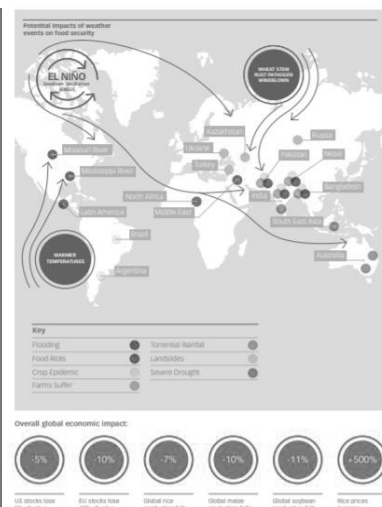 Potential impacts of weather
events on food security
EL NIÑO
WHEAT STEM
RUST PATHOGEN
WINDBLOWN
Kazakhstan
Russia
Ukraine
Missouri River
Pakistan
Nepal
Turkey
Mississippi River
North Africa
India
Bangladesh
Latin America
Middle East
South East Asia
Brazil
Australia
WARMER
TEMPERATURES
Argentina
Key
Flooding
Torrential Rainfall
Food Riots
Landslides
Crop Epidemic
Severe Drought
Farms Suffer
Overall global economic impact:
-5%
-10%
-7%
-10%
-11%
+500%
US stocks lose
EU stocks lose
Global rice
Global maize
Global soybean
Rice prices